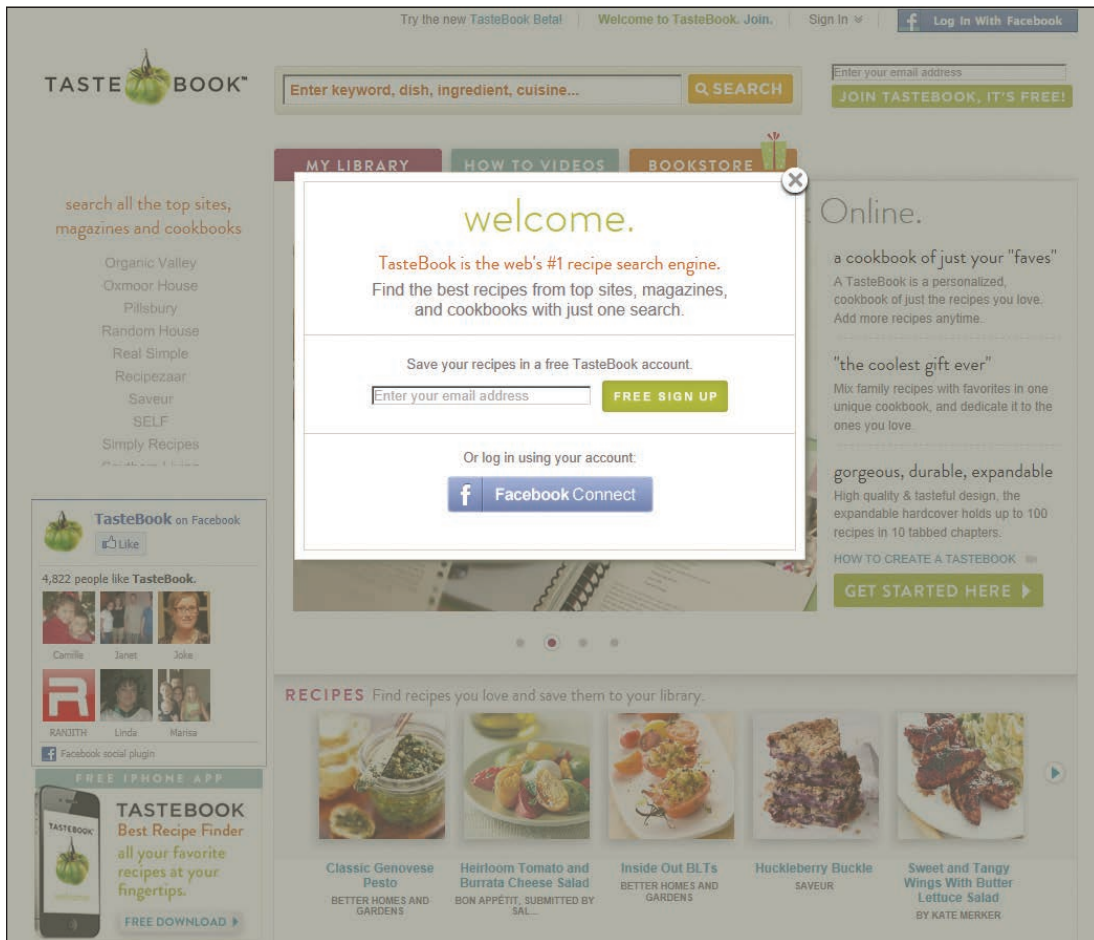 Try the new TasteBook Beta!
Welcome to TasteBook. Join.
Sign In
f Log In With Facebook
TASTE BOOK™
Enter keyword, dish, ingredient, cuisine...
SEARCH
Enter your email address
JOIN TASTEBOOK, IT'S FREE!
MY LIBRARY
HOW TO VIDEOS
BOOKSTORE
search all the top sites,
magazines and cookbooks
Organic Valley
Oxmoor House
Pillsbury
Random House
Real Simple
Recipezaar
Saveur
SELF
Simply Recipes
welcome.
TasteBook is the web's #1 recipe search engine.
Find the best recipes from top sites, magazines,
and cookbooks with just one search.
Save your recipes in a free TasteBook account.
Enter your email address
FREE SIGN UP
Or log in using your account:
f Facebook Connect
Online.
a cookbook of just your "faves"
A TasteBook is a personalized,
cookbook of just the recipes you love.
Add more recipes anytime.
"the coolest gift ever"
Mix family recipes with favorites in one
unique cookbook, and dedicate it to the
ones you love.
gorgeous, durable, expandable
High quality & tasteful design, the
expandable hardcover holds up to 100
recipes in 10 tabbed chapters.
HOW TO CREATE A TASTEBOOK
GET STARTED HERE
TasteBook on Facebook
Like
4,822 people like TasteBook.
Camille Janet Joke
R
RANJITH Linda Marisa
f Facebook social plugin
FREE IPHONE APP
TASTEBOOK
welcome
TASTEBOOK
Best Recipe Finder
all your favorite
recipes at your
fingertips.
FREE DOWNLOAD
RECIPES Find recipes you love and save them to your library.
Classic Genovese
Pesto
BETTER HOMES AND
GARDENS
Heirloom Tomato and
Burrata Cheese Salad
BON APPÉTIT, SUBMITTED BY
SAL...
Inside Out BLTs
BETTER HOMES AND
GARDENS
Huckleberry Buckle
SAVEUR
Sweet and Tangy
Wings With Butter
Lettuce Salad
BY KATE MERKER